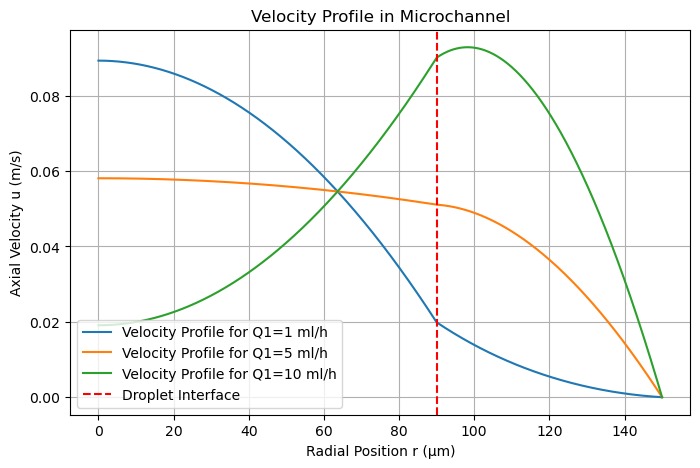 Velocity Profile in Microchannel
Axial Velocity u (m/s)
0.08
0.06
0.04
0.02
0.00
Velocity Profile for Q1=1 ml/h
Velocity Profile for Q1=5 ml/h
Velocity Profile for Q1=10 ml/h
Droplet Interface
0 20 40 60 80 100 120 140
Radial Position r (μm)